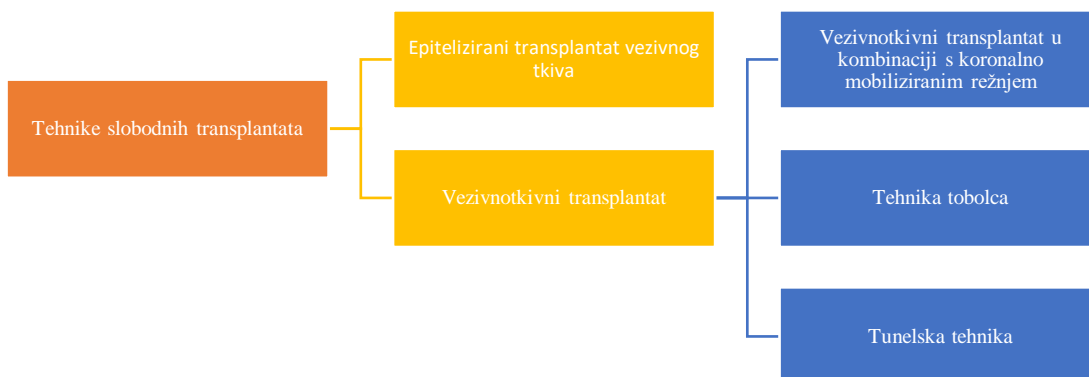 Tehnike slobodnih transplantata
Epitelizirani transplantat vezivnog
tkiva
Vezivnotkivni transplantat
Vezivnotkivni transplantat u
kombinaciji s koronalno
mobiliziranim režnjem
Tehnika tobolca
Tunelska tehnika